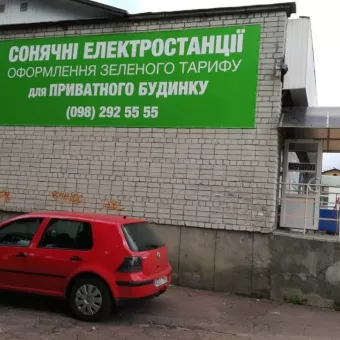 СОНЯЧНІ ЕЛЕКТРОСТАНЦІЇ
ОФОРМЛЕННЯ ЗЕЛЕНОГО ТАРИФУ
для ПРИВАТНОГО БУДИНКУ
(098) 292 55 55